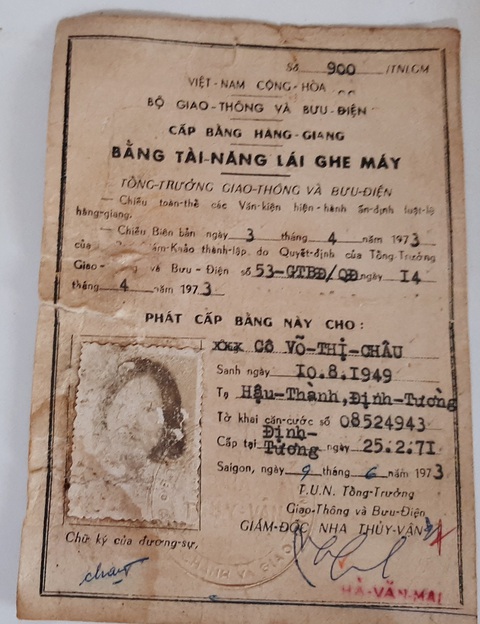 Số 900 /TNLGM
VIỆT-NAM CỘNG-HÒA
BỘ GIAO-THÔNG VÀ BƯU-ĐIỆN
CẤP BẰNG HÀNG-GIANG
BẰNG TÀI-NĂNG LÁI GHE MÁY
TỔNG-TRƯỞNG GIAO-THÔNG VÀ BƯU-ĐIỆN
— Chiếu toàn-thể các Văn-kiện hiện-hành ấn-định luật-lệ
hàng-giang.
— Chiếu Biên bản ngày 3 tháng 4 năm 1973
của Khảo thành-lập do Quyết-định của Tổng-Trưởng
Giao- và Bưu-Điện số 53-GTBĐ/QĐ ngày 14
tháng 4 năm 1973
PHÁT CẤP BẰNG NÀY CHO:
xxx Cô VÕ-THỊ-CHÂU
Sanh ngày 10.8.1949
Tại Hậu-Thành, Định-Tường
Tờ khai căn-cước số 08524943
Cấp tại Định-Tường ngày 25.2.71
Saigon, ngày 9 tháng 6 năm 1973
T.U.N. Tổng-Trưởng
Giao-Thông và Bưu-Điện
GIÁM-ĐỐC NHA THỦY-VẬN
Chữ ký của đương-sự,
HÀ-VĂN-MAI